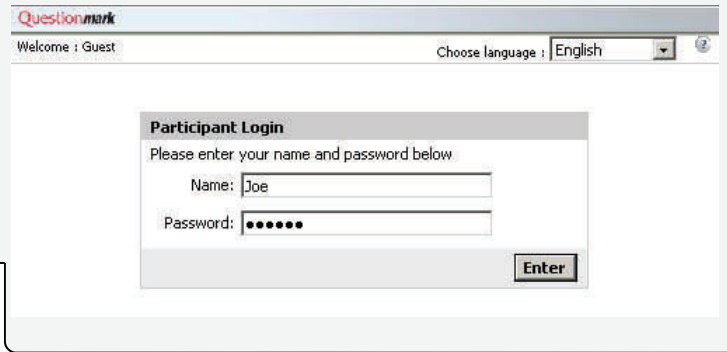 Questionmark
Welcome : Guest Choose language : English
Participant Login
Please enter your name and password below
Name: Joe
Password: ●●●●●●
Enter